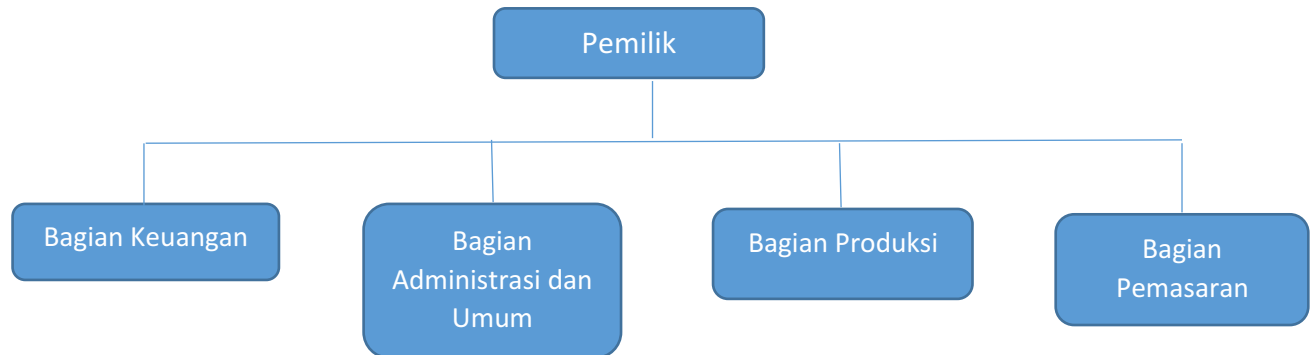 Pemilik
Bagian Keuangan
Bagian
Administrasi dan
Umum
Bagian Produksi
Bagian
Pemasaran